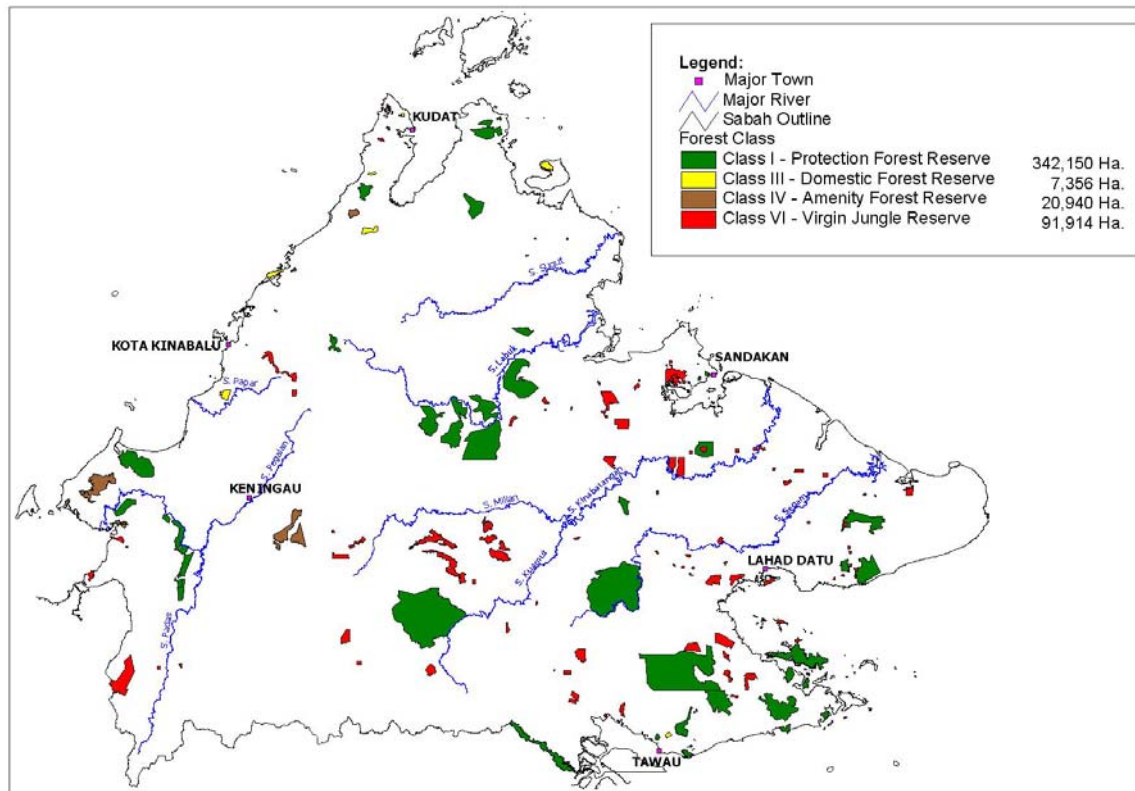 Legend:
Major Town
Major River
Sabah Outline
Forest Class
Class I - Protection Forest Reserve 342,150 Ha.
Class III - Domestic Forest Reserve 7,356 Ha.
Class IV - Amenity Forest Reserve 20,940 Ha.
Class VI - Virgin Jungle Reserve 91,914 Ha.
KUDAT
S. Sugut
KOTA KINABALU
S. Labuk
SANDAKAN
S. Papar
S. Pegalan
KENINGAU
S. Milian
S. Kinabatangan
S. Segama
S. Kuamut
LAHAD DATU
S. Padas
TAWAU